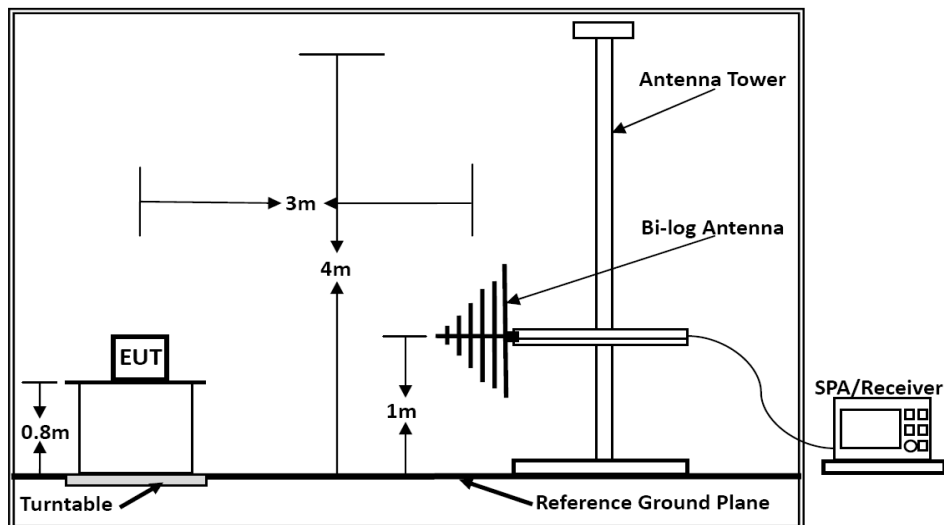 Antenna Tower
3m
Bi-log Antenna
4m
EUT
SPA/Receiver
1m
0.8m
Turntable
Reference Ground Plane